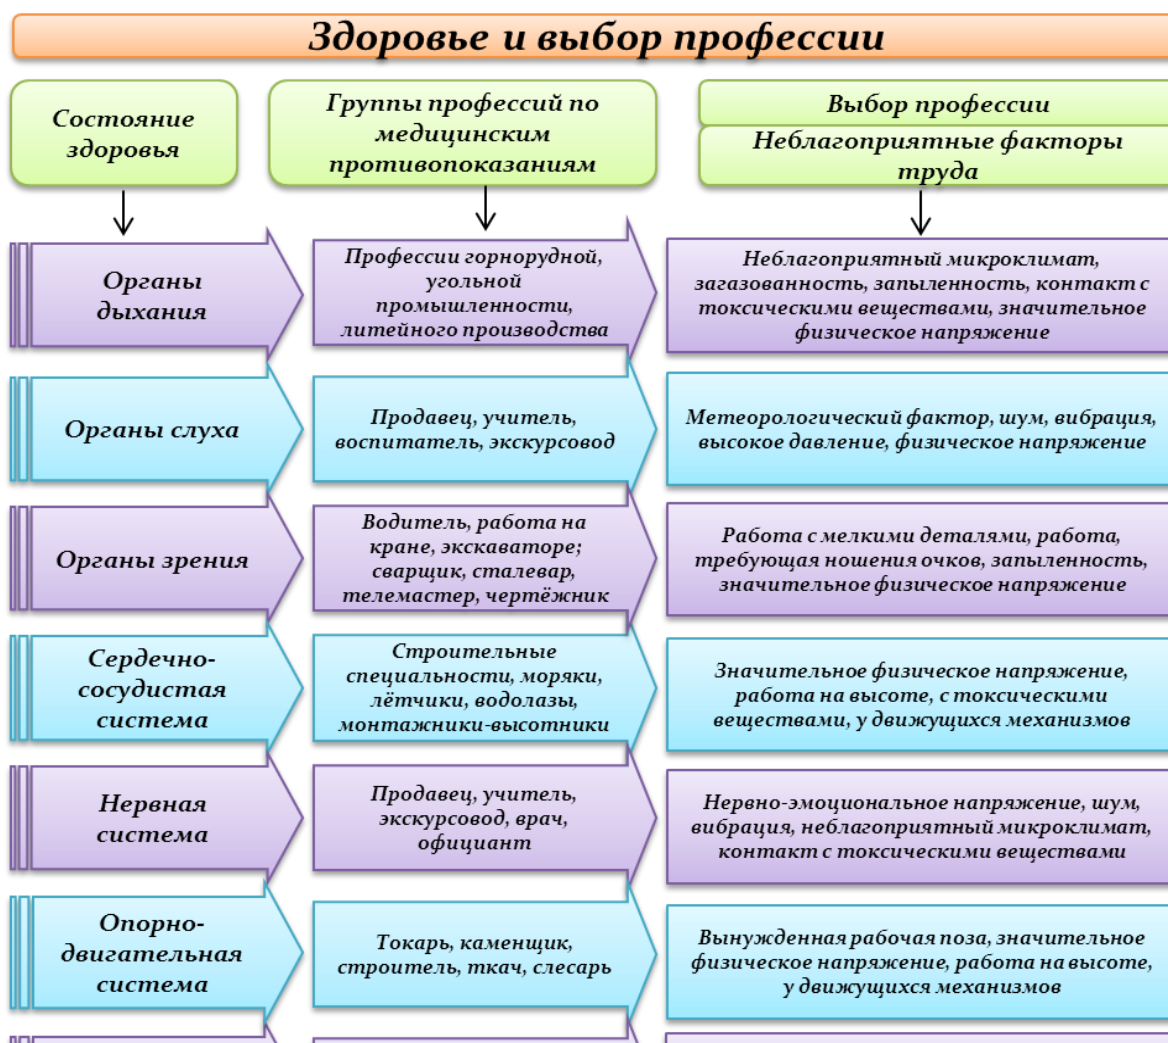 Здоровье и выбор профессии
Состояние
здоровья
Группы профессий по
медицинским
противопоказаниям
Выбор профессии
Неблагоприятные факторы
труда
Органы
дыхания
Профессии горнорудной,
угольной
промышленности,
литейного производства
Неблагоприятный микроклимат,
загазованность, запыленность, контакт с
токсическими веществами, значительное
физическое напряжение
Органы слуха
Продавец, учитель,
воспитатель, экскурсовод
Метеорологический фактор, шум, вибрация,
высокое давление, физическое напряжение
Органы зрения
Водитель, работа на
кране, экскаваторе;
сварщик, сталевар,
телемастер, чертёжник
Работа с мелкими деталями, работа,
требующая ношения очков, запыленность,
значительное физическое напряжение
Сердечно-
сосудистая
система
Строительные
специальности, моряки,
лётчики, водолазы,
монтажники-высотники
Значительное физическое напряжение,
работа на высоте, с токсическими
веществами, у движущихся механизмов
Нервная
система
Продавец, учитель,
экскурсовод, врач,
официант
Нервно-эмоциональное напряжение, шум,
вибрация, неблагоприятный микроклимат,
контакт с токсическими веществами
Опорно-
двигательная
система
Токарь, каменщик,
строитель, ткач, слесарь
Вынужденная рабочая поза, значительное
физическое напряжение, работа на высоте,
у движущихся механизмов